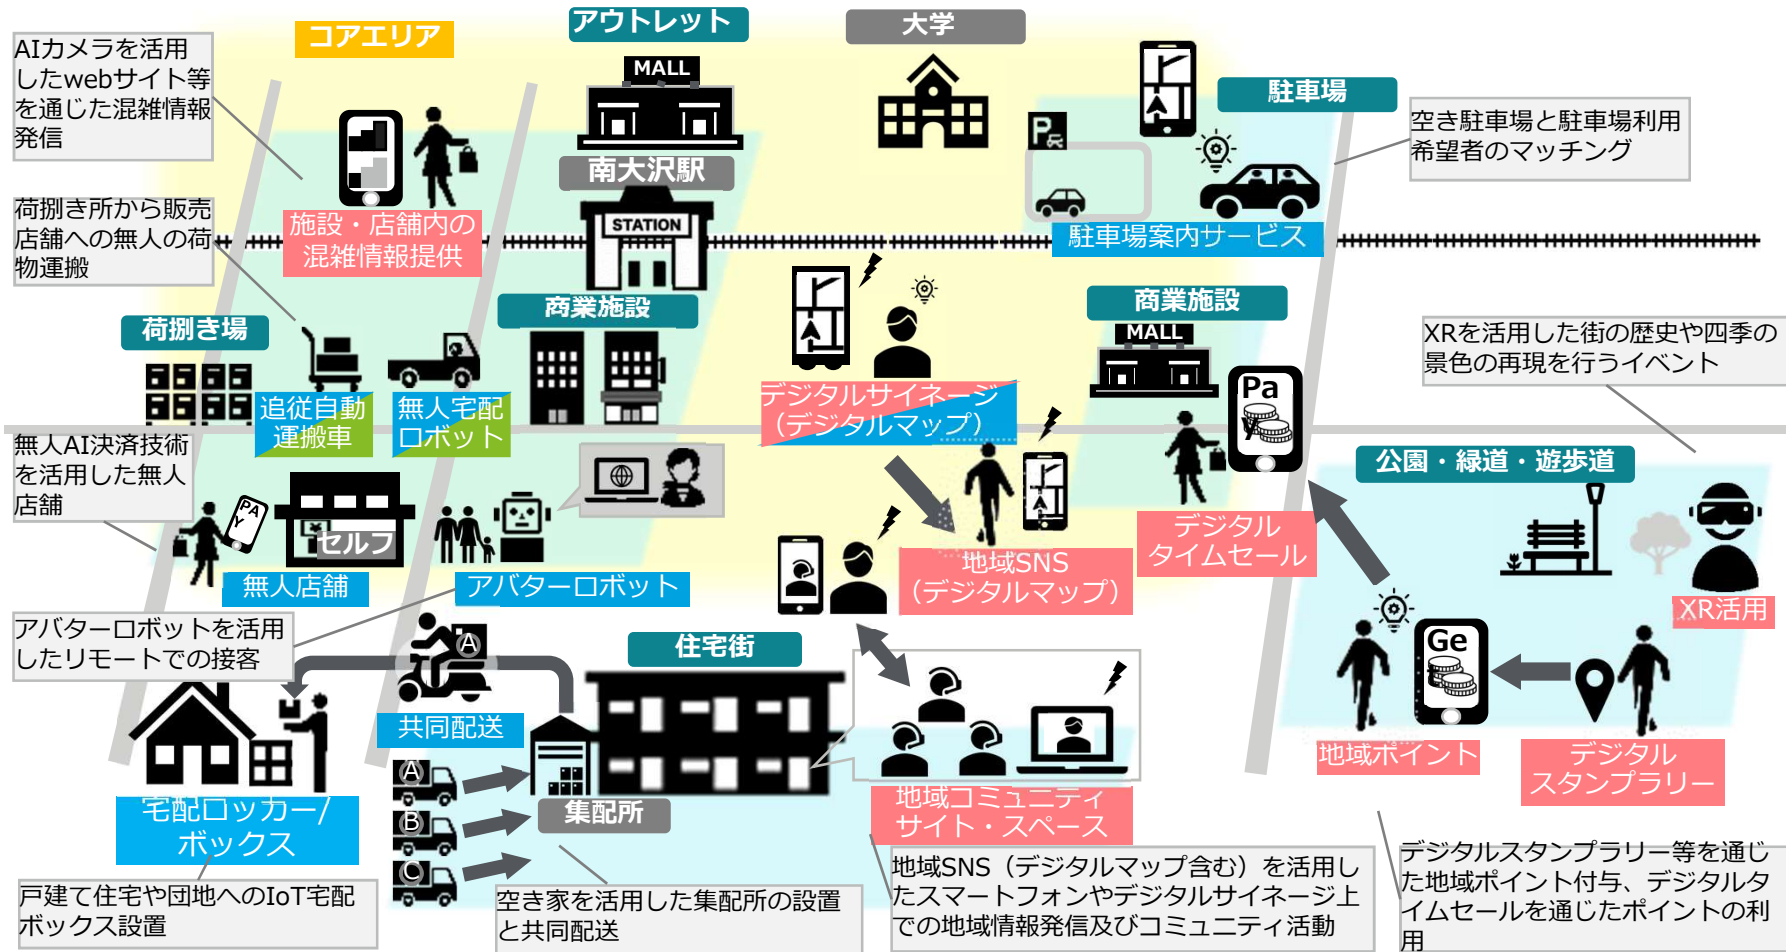 コアエリア
アウトレット
大学
AIカメラを活用
したwebサイト等
を通じた混雑情報
発信
MALL
駐車場
空き駐車場と駐車場利用
希望者のマッチング
P
南大沢駅
STATION
荷捌き所から販売
店舗への無人の荷
物運搬
施設・店舗内の
混雑情報提供
駐車場案内サービス
荷捌き場
商業施設
商業施設
MALL
XRを活用した街の歴史や四季の
景色の再現を行うイベント
追従自動
運搬車
無人宅配
ロボット
デジタルサイネージ
（デジタルマップ）
Pa
y
無人AI決済技術
を活用した無人
店舗
公園・緑道・遊歩道
PA
Y
セルフ
無人店舗
アバターロボット
地域SNS
（デジタルマップ）
デジタル
タイムセール
XR活用
アバターロボットを活用
したリモートでの接客
A
住宅街
Ge
t
共同配送
地域ポイント
デジタル
スタンプラリー
A
B
C
宅配ロッカー/
ボックス
集配所
地域コミュニティ
サイト・スペース
戸建て住宅や団地へのIoT宅配
ボックス設置
空き家を活用した集配所の設置
と共同配送
地域SNS（デジタルマップ含む）を活用し
たスマートフォンやデジタルサイネージ上
での地域情報発信及びコミュニティ活動
デジタルスタンプラリー等を通じ
た地域ポイント付与、デジタルタ
イムセールを通じたポイントの利
用